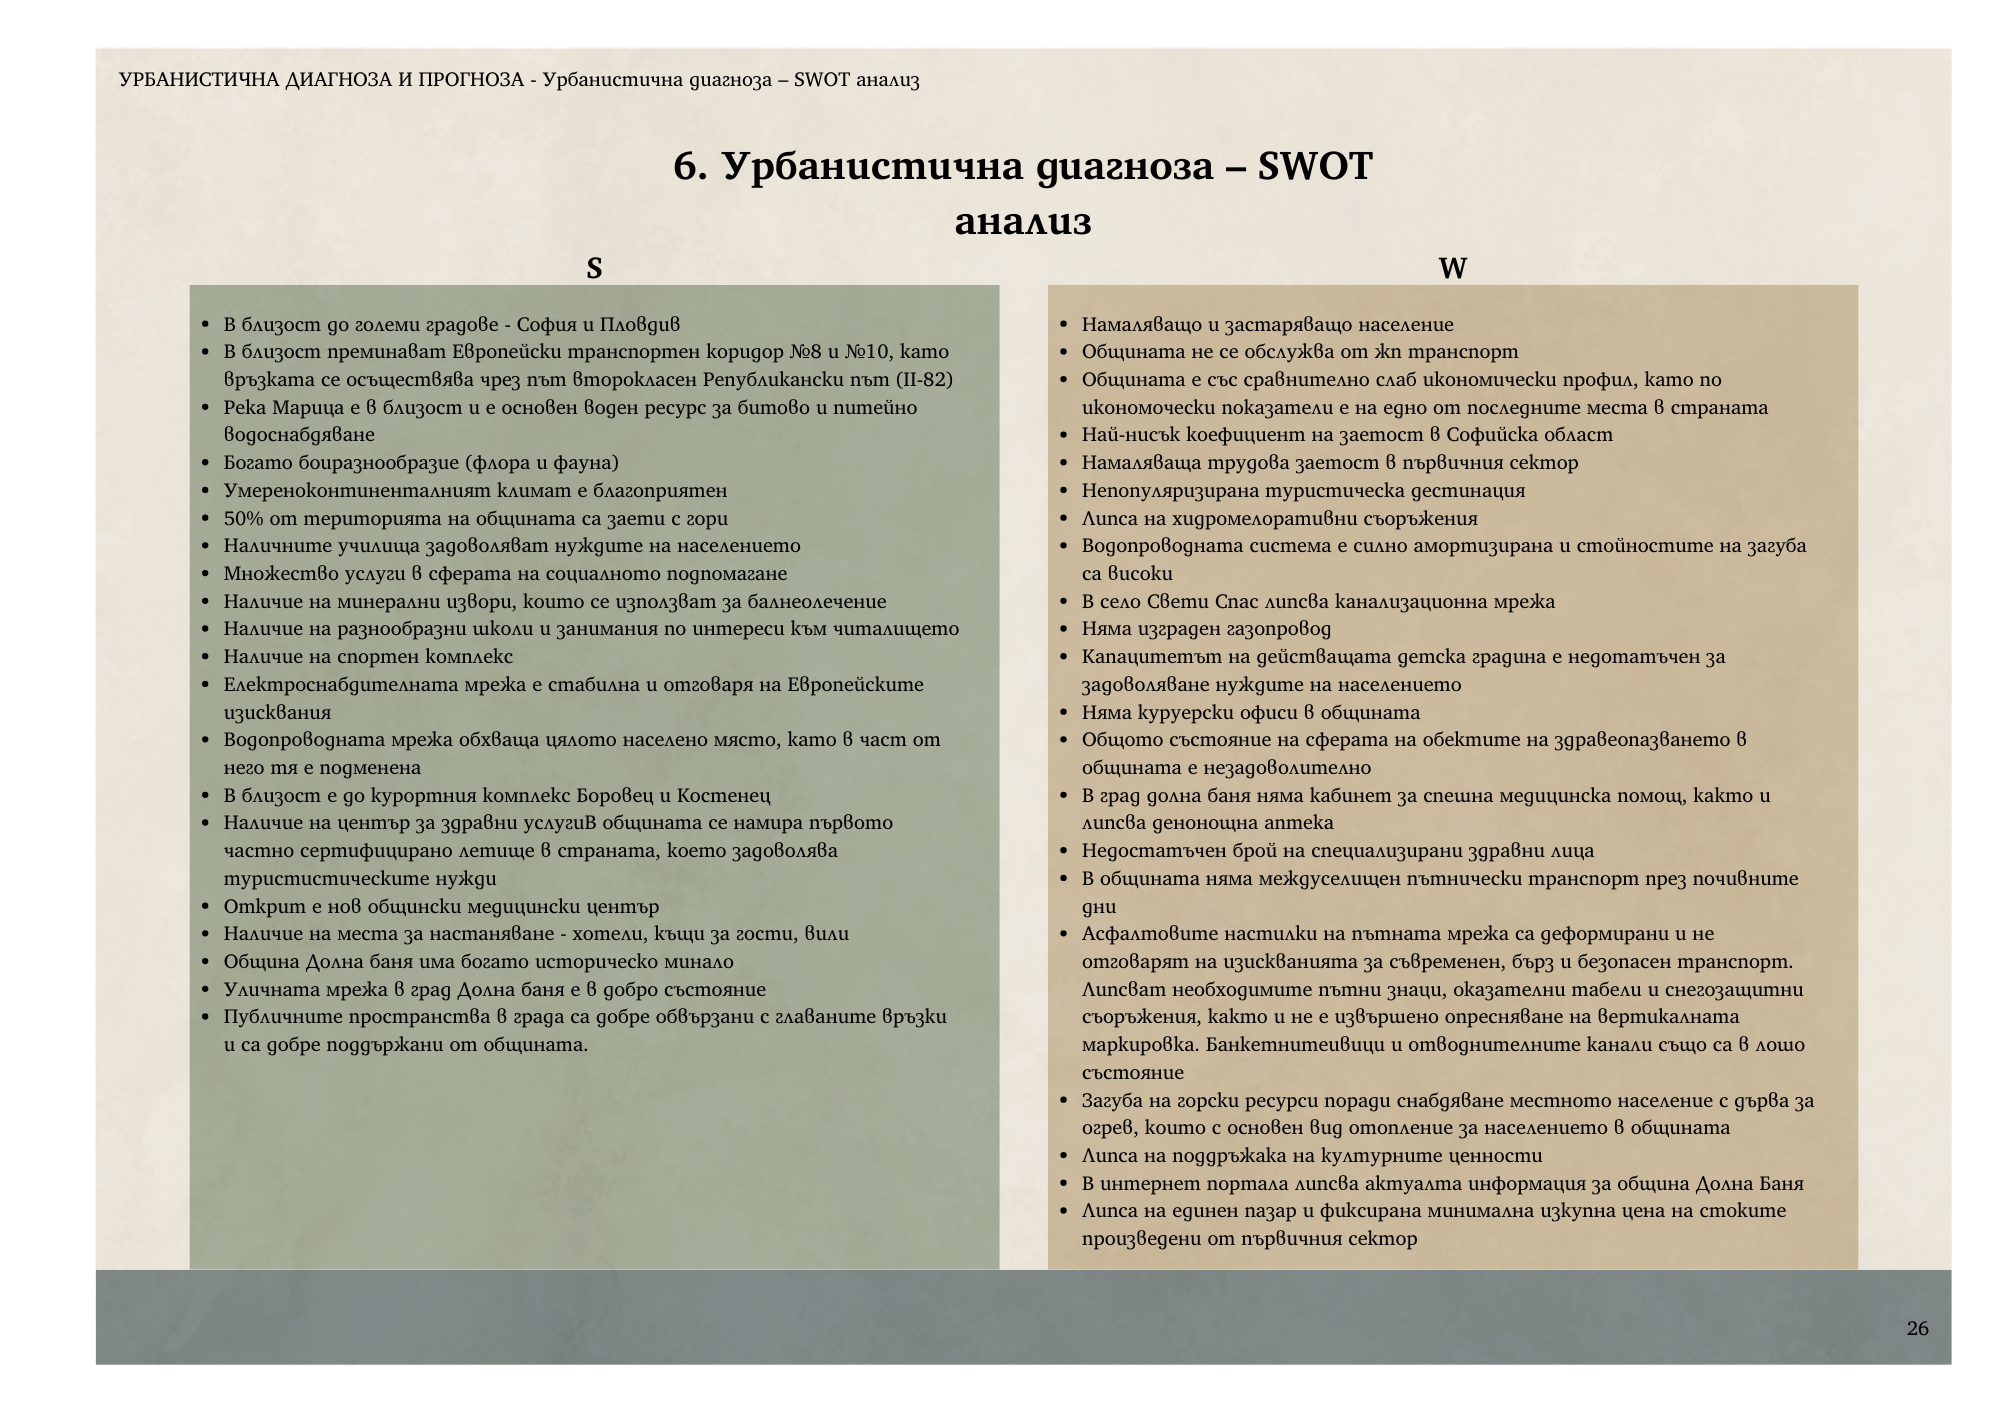 УРБАНИСТИЧНА ДИАГНОЗА И ПРОГНОЗА - Урбанистична диагноза – SWOT анализ
6. Урбанистична диагноза – SWOT
анализ
S
• В близост до големи градове - София и Пловдив
• В близост преминават Европейски транспортен коридор №8 и №10, като
връзката се осъществява чрез път второкласен Републикански път (II-82)
• Река Марица е в близост и е основен воден ресурс за битово и питейно
водоснабдяване
• Богато боиразнообразие (флора и фауна)
• Умереноконтиненталният климат е благоприятен
• 50% от територията на общината са заети с гори
• Наличните училища задоволяват нуждите на населението
• Множество услуги в сферата на социалното подпомагане
• Наличие на минерални извори, които се използват за балнеолечение
• Наличие на разнообразни школи и занимания по интереси към читалището
• Наличие на спортен комплекс
• Електроснабдителната мрежа е стабилна и отговаря на Европейските
изисквания
• Водопроводната мрежа обхваща цялото населено място, като в част от
него тя е подменена
• В близост е до курортния комплекс Боровец и Костенец
• Наличие на център за здравни услугиВ общината се намира първото
частно сертифицирано летище в страната, което задоволява
туристистическите нужди
• Открит е нов общински медицински център
• Наличие на места за настаняване - хотели, къщи за гости, вили
• Община Долна баня има богато историческо минало
• Уличната мрежа в град Долна баня е в добро състояние
• Публичните пространства в града са добре обвързани с главаните връзки
и са добре поддържани от общината.
W
• Намаляващо и застаряващо население
• Общината не се обслужва от жп транспорт
• Общината е със сравнително слаб икономически профил, като по
икономочески показатели е на едно от последните места в страната
• Най-нисък коефициент на заетост в Софийска област
• Намаляваща трудова заетост в първичния сектор
• Непопуляризирана туристическа дестинация
• Липса на хидромелоративни съоръжения
• Водопроводната система е силно амортизирана и стойностите на загуба
са високи
• В село Свети Спас липсва канализационна мрежа
• Няма изграден газопровод
• Капацитетът на действащата детска градина е недотатъчен за
задоволяване нуждите на населението
• Няма куруерски офиси в общината
• Общото състояние на сферата на обектите на здравеопазването в
общината е незадоволително
• В град долна баня няма кабинет за спешна медицинска помощ, както и
липсва денонощна аптека
• Недостатъчен брой на специализирани здравни лица
• В общината няма междуселищен пътнически транспорт през почивните
дни
• Асфалтовите настилки на пътната мрежа са деформирани и не
отговарят на изискванията за съвременен, бърз и безопасен транспорт.
Липсват необходимите пътни знаци, оказателни табели и снегозащитни
съоръжения, както и не е извършено опресняване на вертикалната
маркировка. Банкетнитеивици и отводнителните канали също са в лошо
състояние
• Загуба на горски ресурси поради снабдяване местното население с дърва за
огрев, които с основен вид отопление за населението в общината
• Липса на поддръжака на културните ценности
• В интернет портала липсва актуалта информация за община Долна Баня
• Липса на единен пазар и фиксирана минимална изкупна цена на стоките
произведени от първичния сектор
26